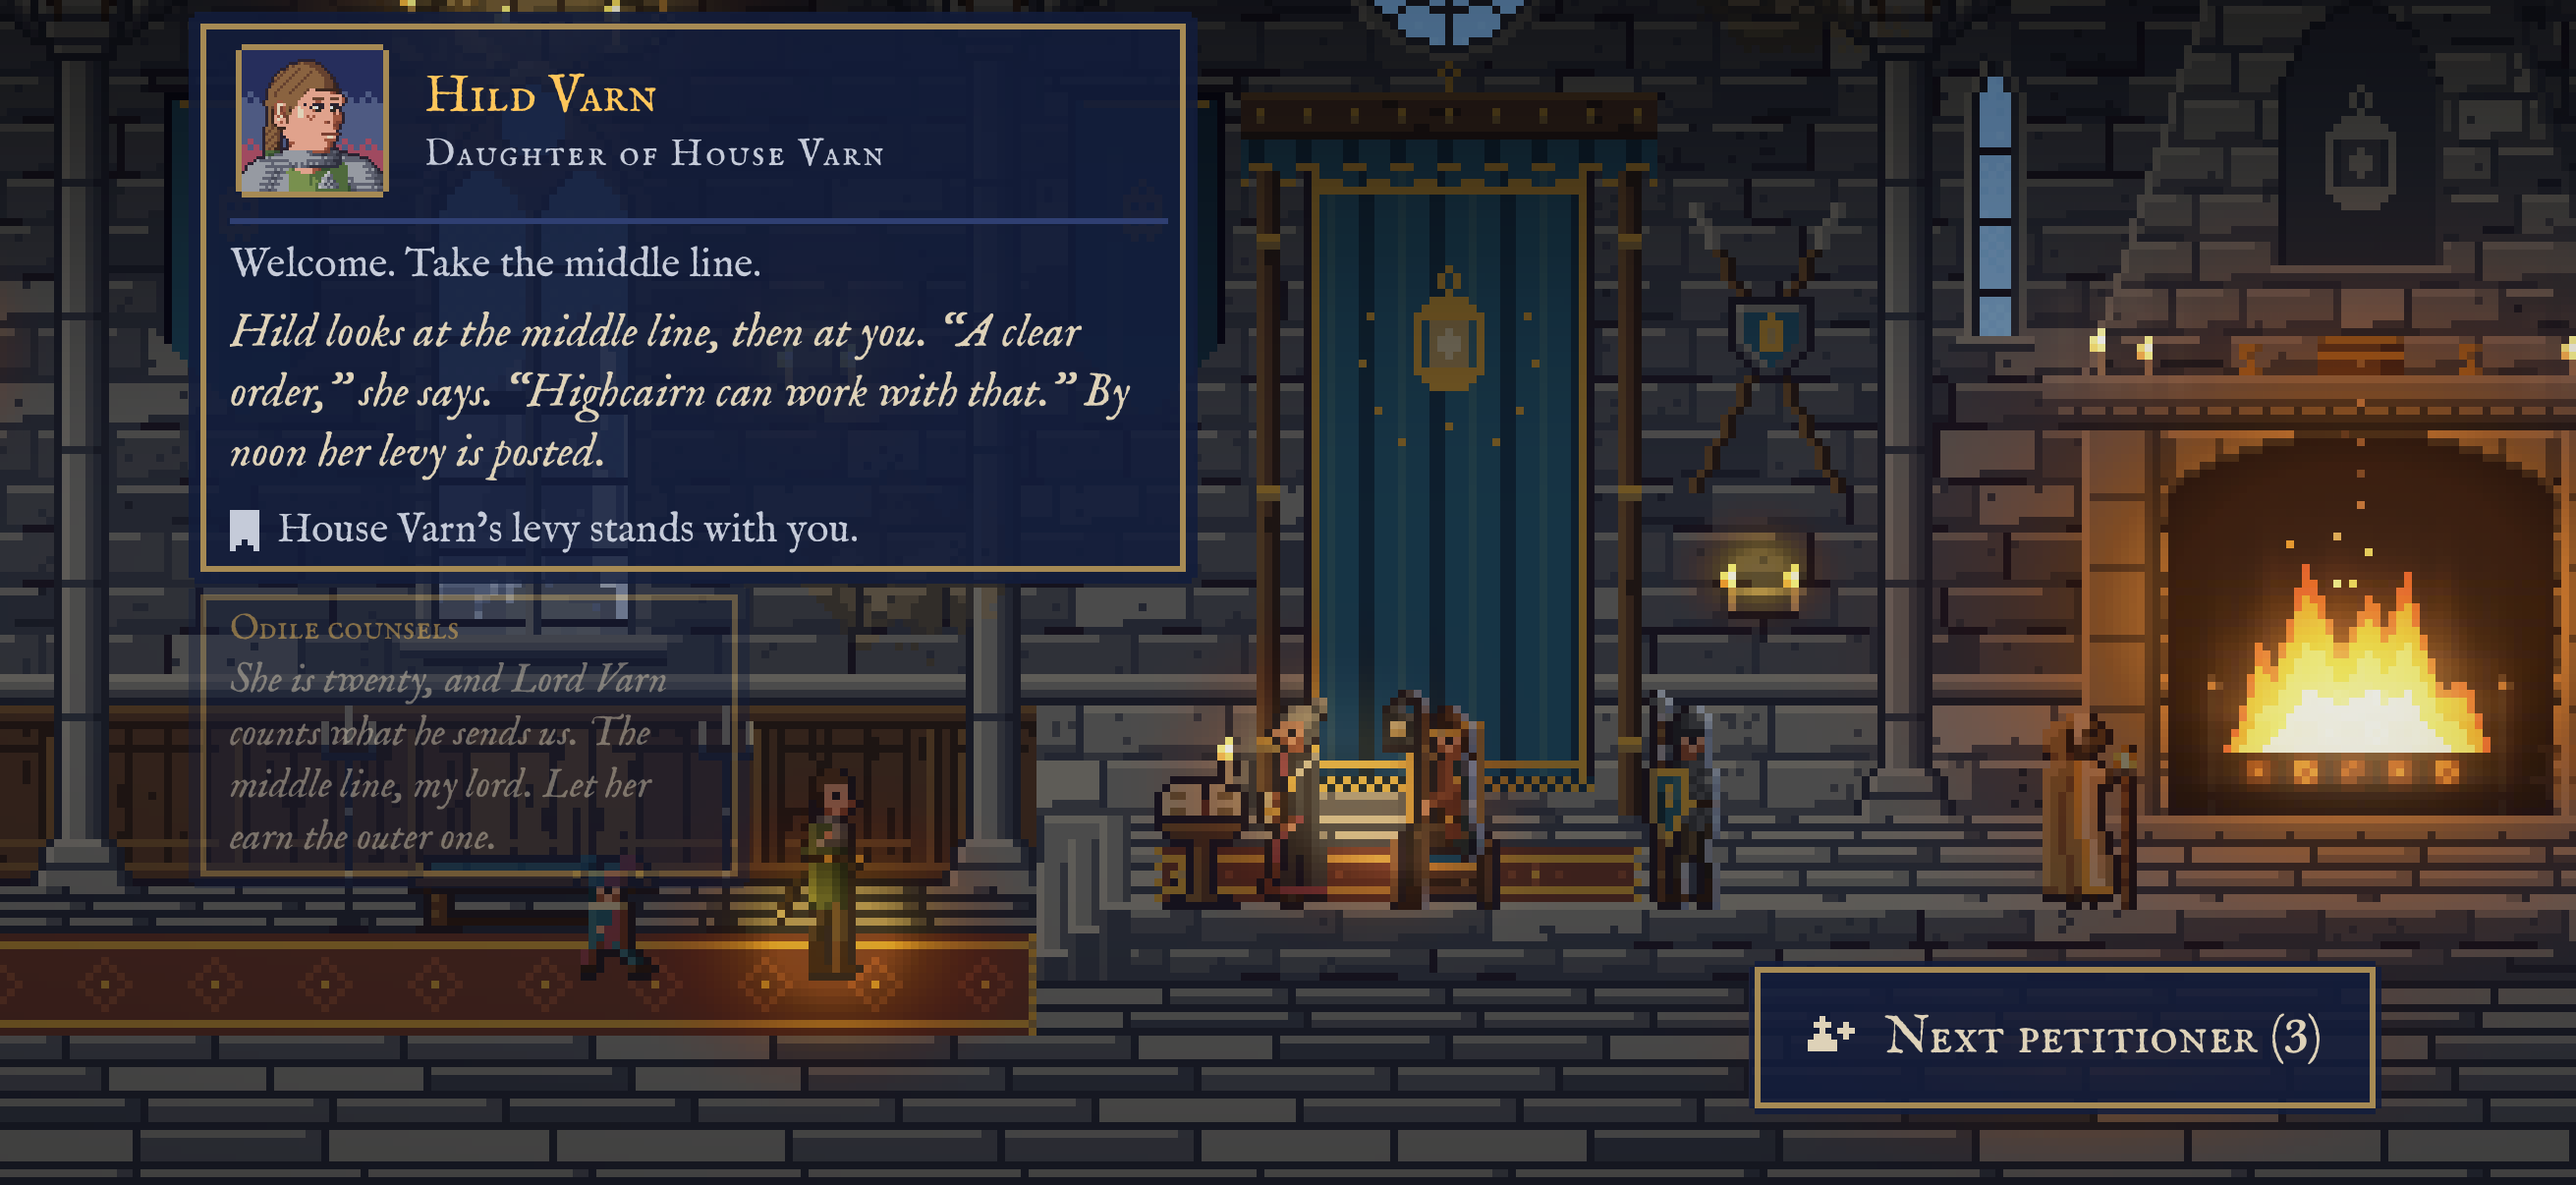 Hild Varn
Daughter of House Varn
Welcome. Take the middle line.
Hild looks at the middle line, then at you. “A clear
order,” she says. “Highcairn can work with that.” By
noon her levy is posted.
House Varn’s levy stands with you.
Odile counsels
She is twenty, and Lord Varn
counts what he sends us. The
middle line, my lord. Let her
earn the outer one.
Next petitioner (3)